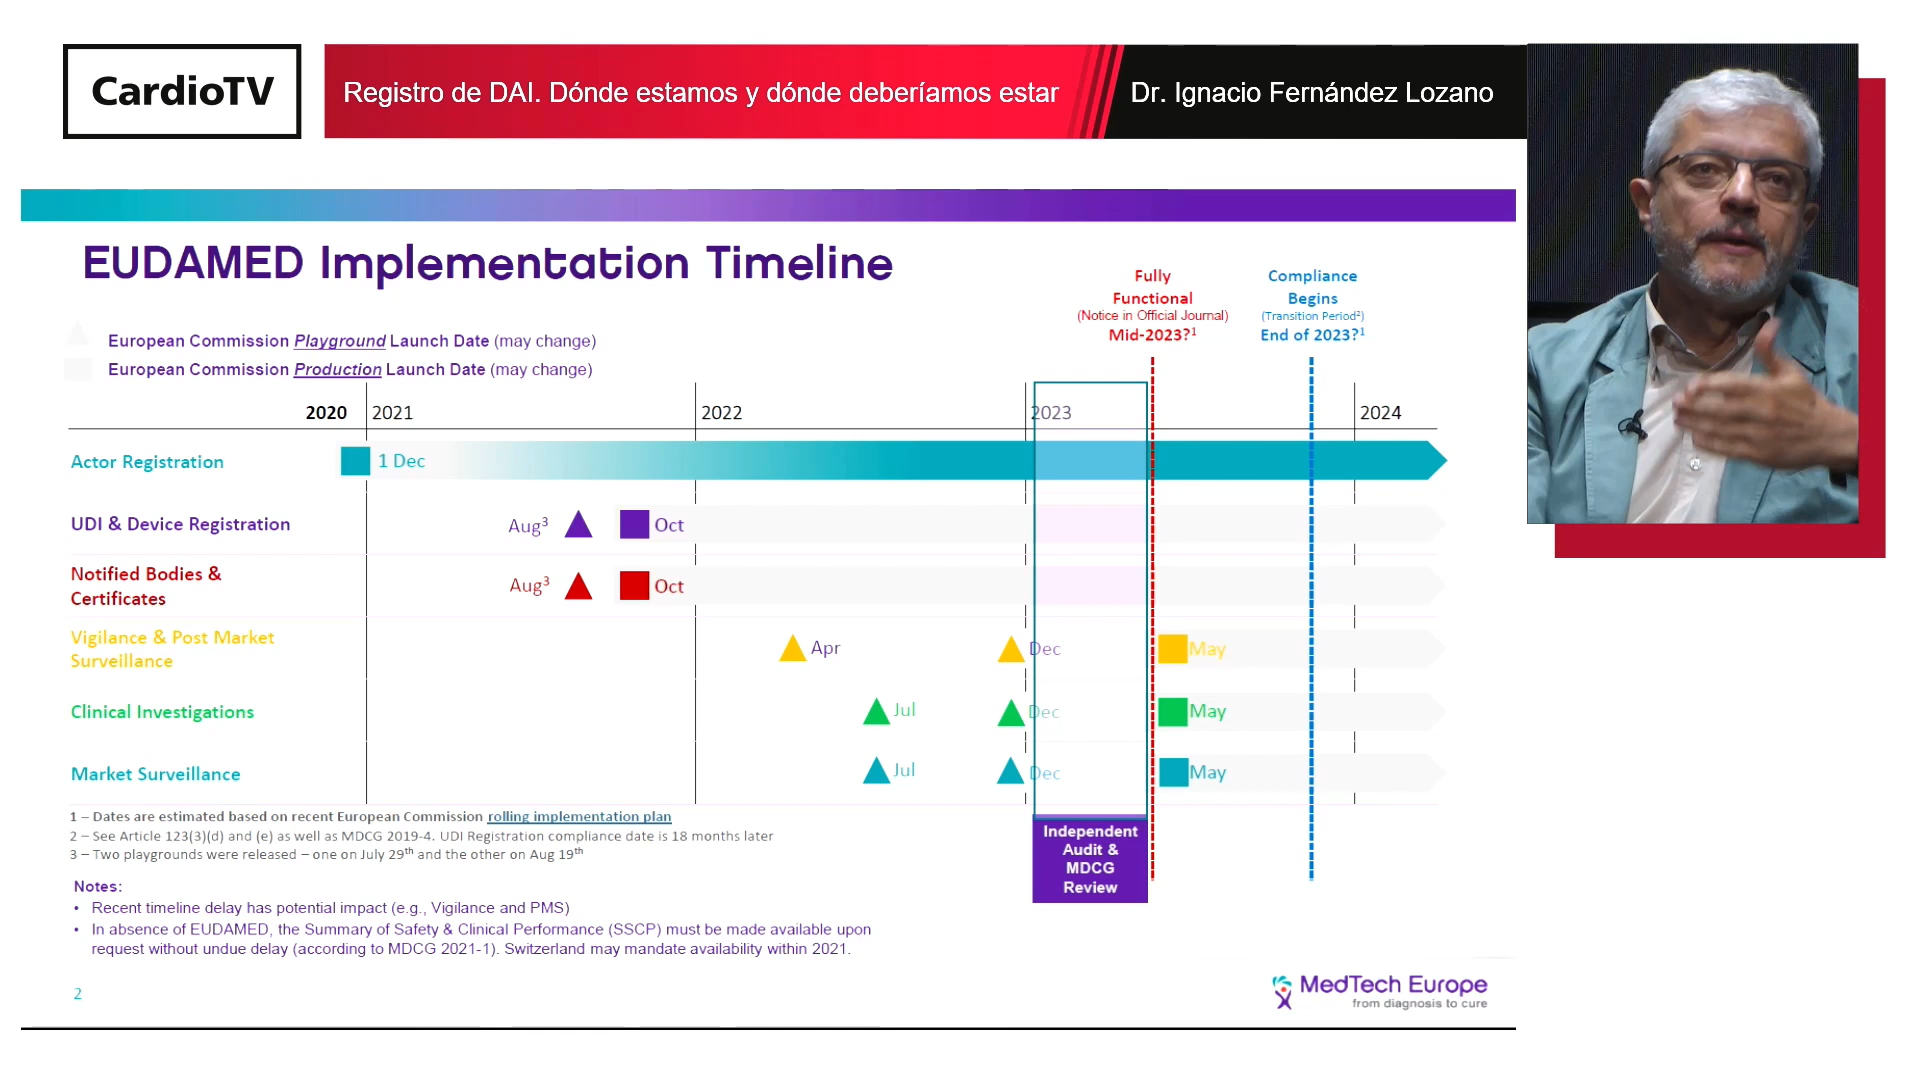 CardioTV
Registro de DAI. Dónde estamos y dónde deberíamos estar
Dr. Ignacio Fernández Lozano
EUDAMED Implementation Timeline
Fully
Functional
(Notice in Official Journal)
Mid-2023?¹
Compliance
Begins
(Transition Period²)
End of 2023?¹
European Commission Playground Launch Date (may change)
European Commission Production Launch Date (may change)
2020 2021 2022 2023 2024
Actor Registration 1 Dec
UDI & Device Registration Aug³ Oct
Notified Bodies &
Certificates
Aug³ Oct
Vigilance & Post Market
Surveillance
Apr Dec May
Clinical Investigations Jul Dec May
Market Surveillance Jul Dec May
1 – Dates are estimated based on recent European Commission rolling implementation plan
2 – See Article 123(3)(d) and (e) as well as MDCG 2019-4. UDI Registration compliance date is 18 months later
3 – Two playgrounds were released – one on July 29th and the other on Aug 19th
Independent
Audit &
MDCG
Review
Notes:
• Recent timeline delay has potential impact (e.g., Vigilance and PMS)
• In absence of EUDAMED, the Summary of Safety & Clinical Performance (SSCP) must be made available upon
request without undue delay (according to MDCG 2021-1). Switzerland may mandate availability within 2021.
2
MedTech Europe
from diagnosis to cure